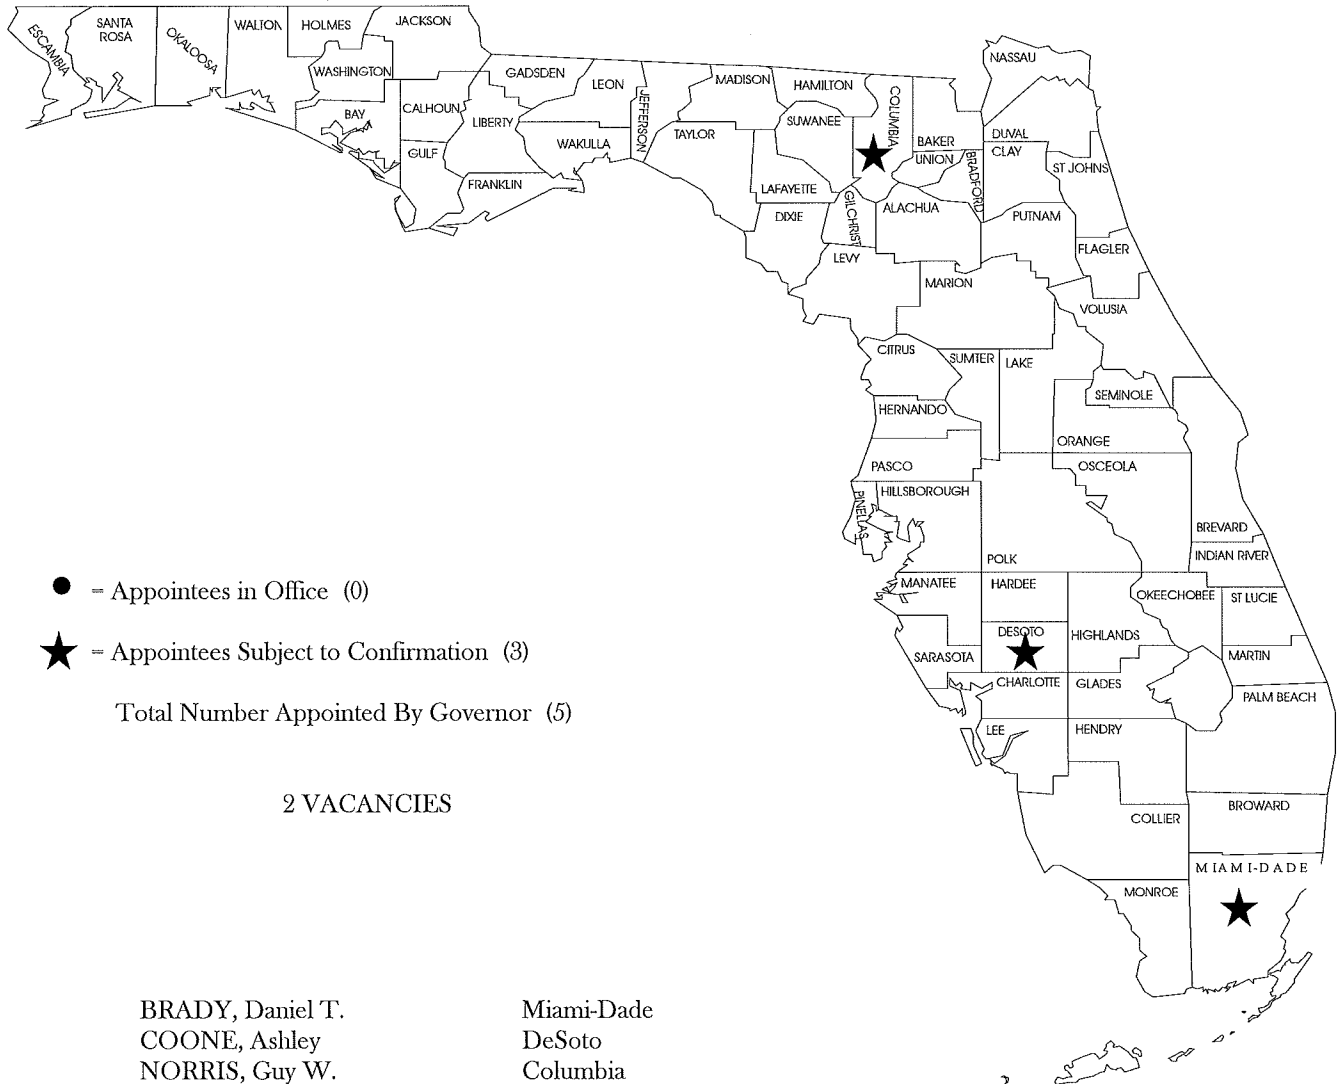 ESCAMBIA
SANTA
ROSA
OKALOOSA
WALTON
HOLMES
JACKSON
WASHINGTON
BAY
CALHOUN
GULF
GADSDEN
LIBERTY
LEON
WAKULLA
FRANKLIN
JEFFERSON
TAYLOR
MADISON
HAMILTON
SUWANEE
COLUMBIA
LAFAYETTE
DIXIE
GILCHRIST
LEVY
BAKER
UNION
BRADFORD
ALACHUA
NASSAU
DUVAL
CLAY
ST JOHNS
PUTNAM
FLAGLER
MARION
VOLUSIA
CITRUS
SUMTER
LAKE
SEMINOLE
HERNANDO
ORANGE
PASCO
OSCEOLA
PINELLAS
HILLSBOROUGH
POLK
BREVARD
INDIAN RIVER
MANATEE
HARDEE
OKEECHOBEE
ST LUCIE
DESOTO
HIGHLANDS
SARASOTA
MARTIN
CHARLOTTE
GLADES
PALM BEACH
LEE
HENDRY
BROWARD
COLLIER
MIAMI-DADE
MONROE
= Appointees in Office (0)
= Appointees Subject to Confirmation (3)
Total Number Appointed By Governor (5)
2 VACANCIES
BRADY, Daniel T. Miami-Dade
COONE, Ashley DeSoto
NORRIS, Guy W. Columbia